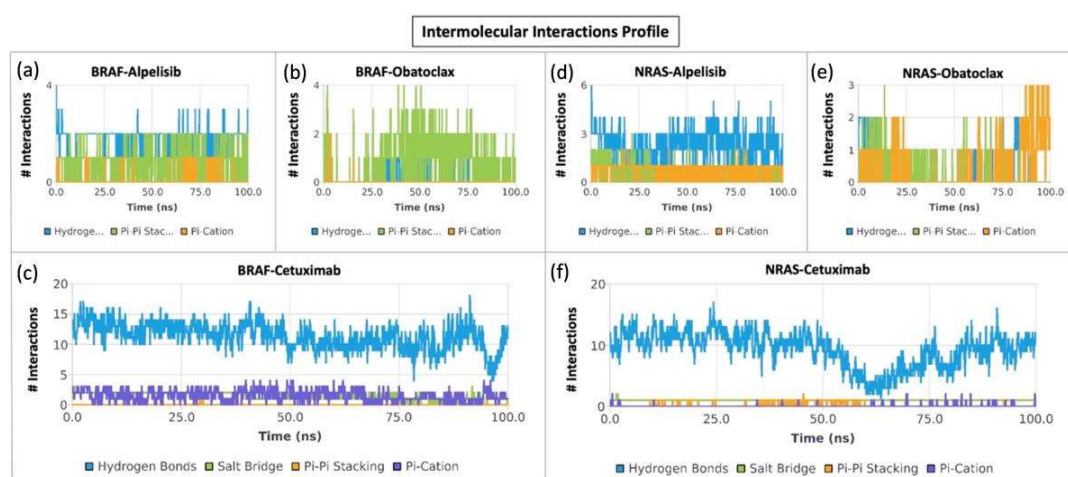 Intermolecular Interactions Profile
(a)
BRAF-Alpelisib
# Interactions
4
2
0
0.0 25.0 50.0 75.0 100.0
Time (ns)
Hydroge... Pi-Pi Stac... Pi-Cation
(b)
BRAF-Obatoclax
# Interactions
4
2
0
0.0 25.0 50.0 75.0 100.0
Time (ns)
Hydroge... Pi-Pi Stac... Pi-Cation
(d)
NRAS-Alpelisib
# Interactions
6
3
0
0.0 25.0 50.0 75.0 100.0
Time (ns)
Hydroge... Pi-Pi Stac... Pi-Cation
(e)
NRAS-Obatoclax
# Interactions
3
2
1
0
0.0 25.0 50.0 75.0 100.0
Time (ns)
Hydroge... Pi-Pi Stac... Pi-Cation
(c)
BRAF-Cetuximab
# Interactions
20
15
10
5
0
0.0 25.0 50.0 75.0 100.0
Time (ns)
Hydrogen Bonds Salt Bridge Pi-Pi Stacking Pi-Cation
(f)
NRAS-Cetuximab
# Interactions
20
10
0
0.0 25.0 50.0 75.0 100.0
Time (ns)
Hydrogen Bonds Salt Bridge Pi-Pi Stacking Pi-Cation